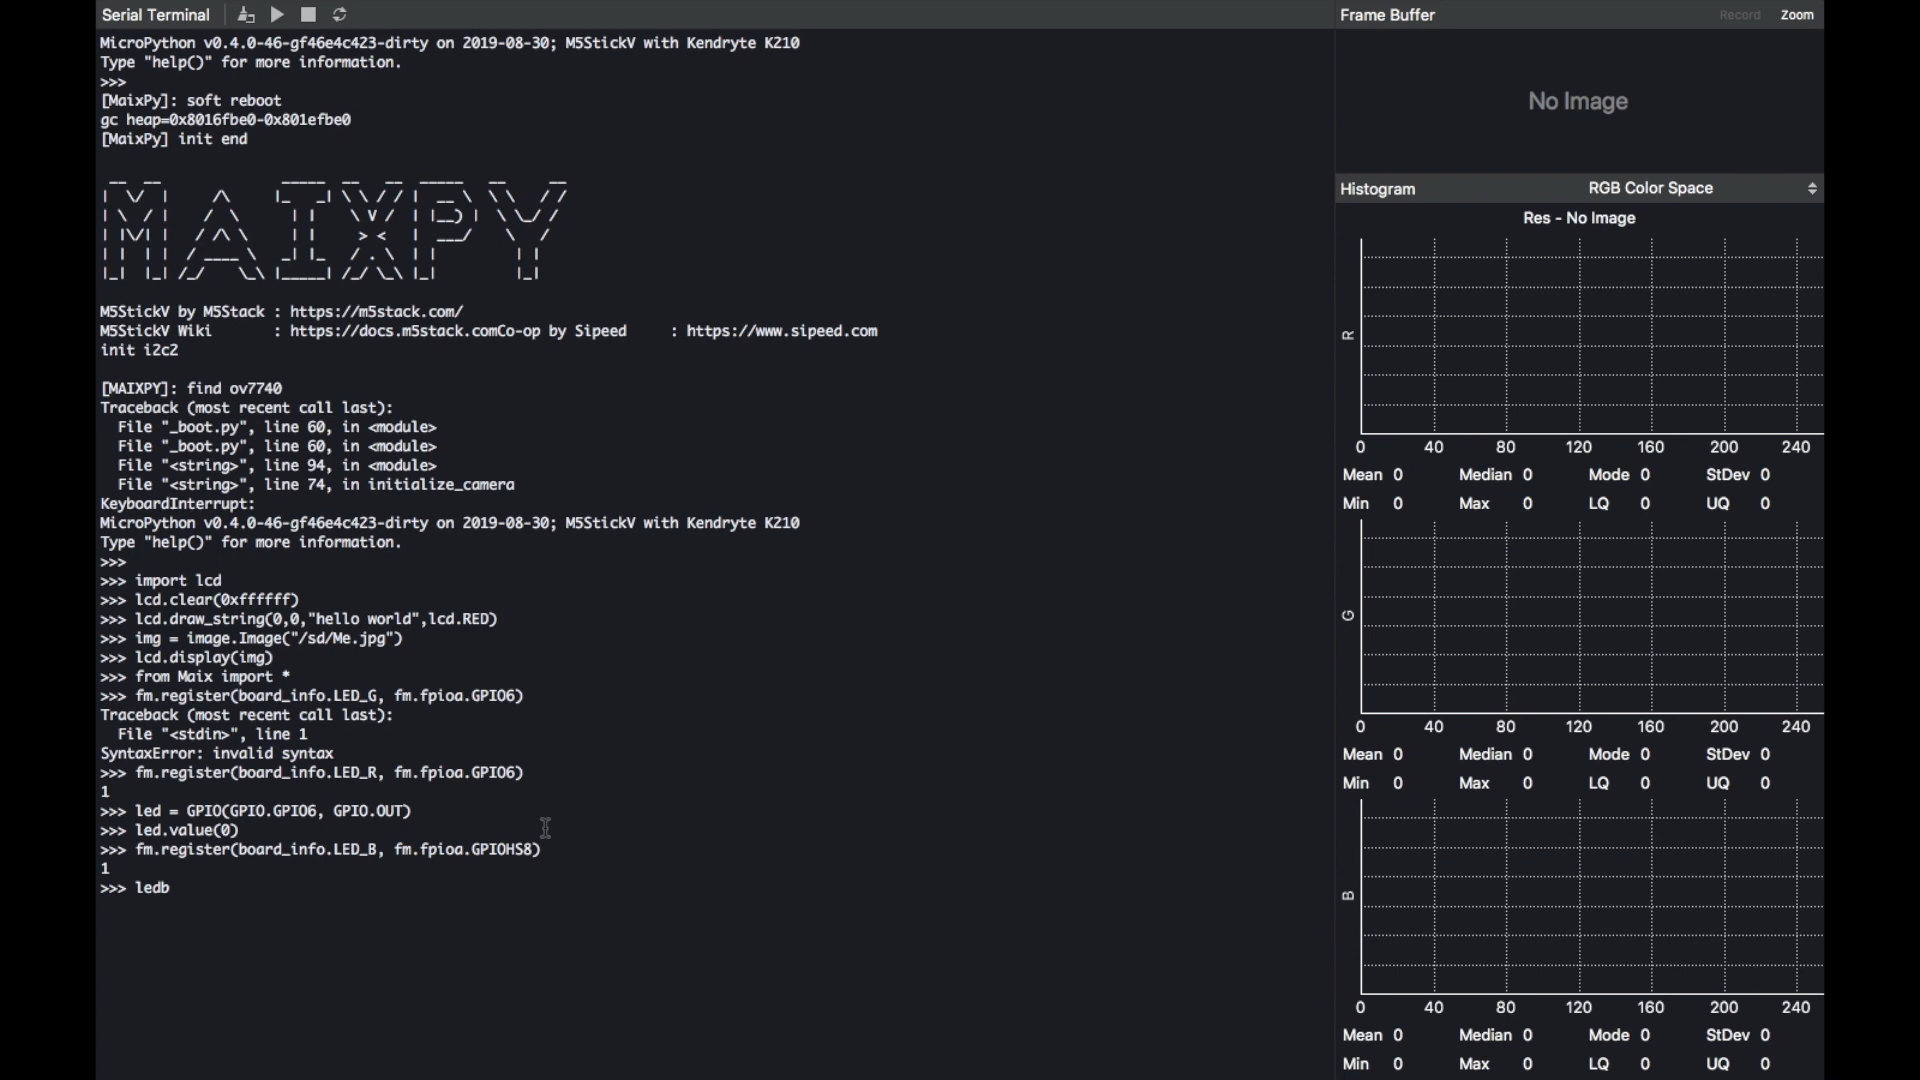 Serial Terminal
MicroPython v0.4.0-46-gf46e4c423-dirty on 2019-08-30; M5StickV with Kendryte K210
Type "help()" for more information.
>>>
[MaixPy]: soft reboot
gc heap=0x8016fbe0-0x801efbe0
[MaixPy] init end
MAIXPY
M5StickV by M5Stack : https://m5stack.com/
M5StickV Wiki       : https://docs.m5stack.comCo-op by Sipeed     : https://www.sipeed.com
init i2c2
[MAIXPY]: find ov7740
Traceback (most recent call last):
  File "_boot.py", line 60, in <module>
  File "_boot.py", line 60, in <module>
  File "<string>", line 94, in <module>
  File "<string>", line 74, in initialize_camera
KeyboardInterrupt:
MicroPython v0.4.0-46-gf46e4c423-dirty on 2019-08-30; M5StickV with Kendryte K210
Type "help()" for more information.
>>>
>>> import lcd
>>> lcd.clear(0xffffff)
>>> lcd.draw_string(0,0,"hello world",lcd.RED)
>>> img = image.Image("/sd/Me.jpg")
>>> lcd.display(img)
>>> from Maix import *
>>> fm.register(board_info.LED_G, fm.fpioa.GPIO6)
Traceback (most recent call last):
  File "<stdin>", line 1
SyntaxError: invalid syntax
>>> fm.register(board_info.LED_R, fm.fpioa.GPIO6)
1
>>> led = GPIO(GPIO.GPIO6, GPIO.OUT)
>>> led.value(0)
>>> fm.register(board_info.LED_B, fm.fpioa.GPIOHS8)
1
>>> ledb
Frame Buffer Record Zoom
No Image
Histogram RGB Color Space
Res - No Image
R
0 40 80 120 160 200 240
Mean 0 Median 0 Mode 0 StDev 0
Min 0 Max 0 LQ 0 UQ 0
G
0 40 80 120 160 200 240
Mean 0 Median 0 Mode 0 StDev 0
Min 0 Max 0 LQ 0 UQ 0
B
0 40 80 120 160 200 240
Mean 0 Median 0 Mode 0 StDev 0
Min 0 Max 0 LQ 0 UQ 0